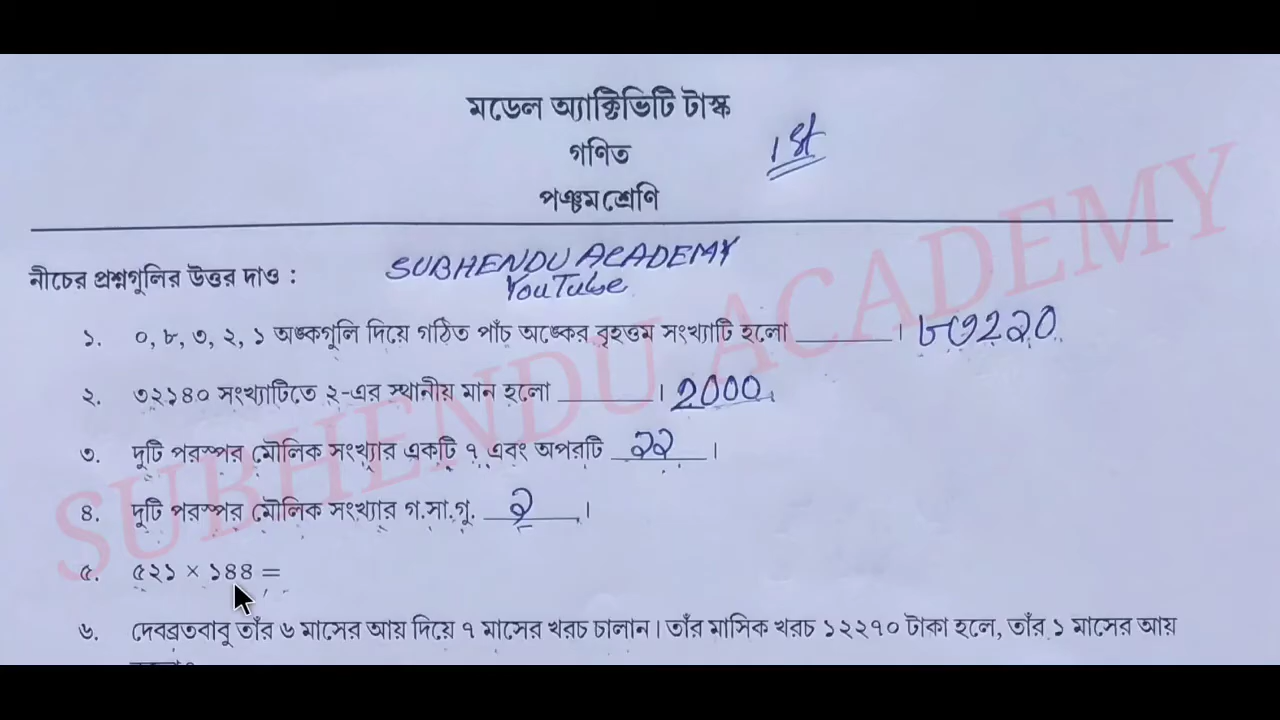 মডেল অ্যাক্টিভিটি টাস্ক
গণিত
1st
পঞ্চম শ্রেণি
SUBHENDU ACADEMY
YouTube
নীচের প্রশ্নগুলির উত্তর দাও :
১. ০, ৮, ৩, ২, ১ অঙ্কগুলি দিয়ে গঠিত পাঁচ অঙ্কের বৃহত্তম সংখ্যাটি হলো ________।
২. ৩২১৪০ সংখ্যাটিতে ২-এর স্থানীয় মান হলো ________। 2000
৩. দুটি পরস্পর মৌলিক সংখ্যার একটি ৭ এবং অপরটি ________।
৪. দুটি পরস্পর মৌলিক সংখ্যার গ.সা.গু. ________।
৫. ৫২১ × ১৪৪ =
৬. দেবব্রতবাবু তাঁর ৬ মাসের আয় দিয়ে ৭ মাসের খরচ চালান। তাঁর মাসিক খরচ ১২২৭০ টাকা হলে, তাঁর ১ মাসের আয়
SUBHENDU ACADEMY